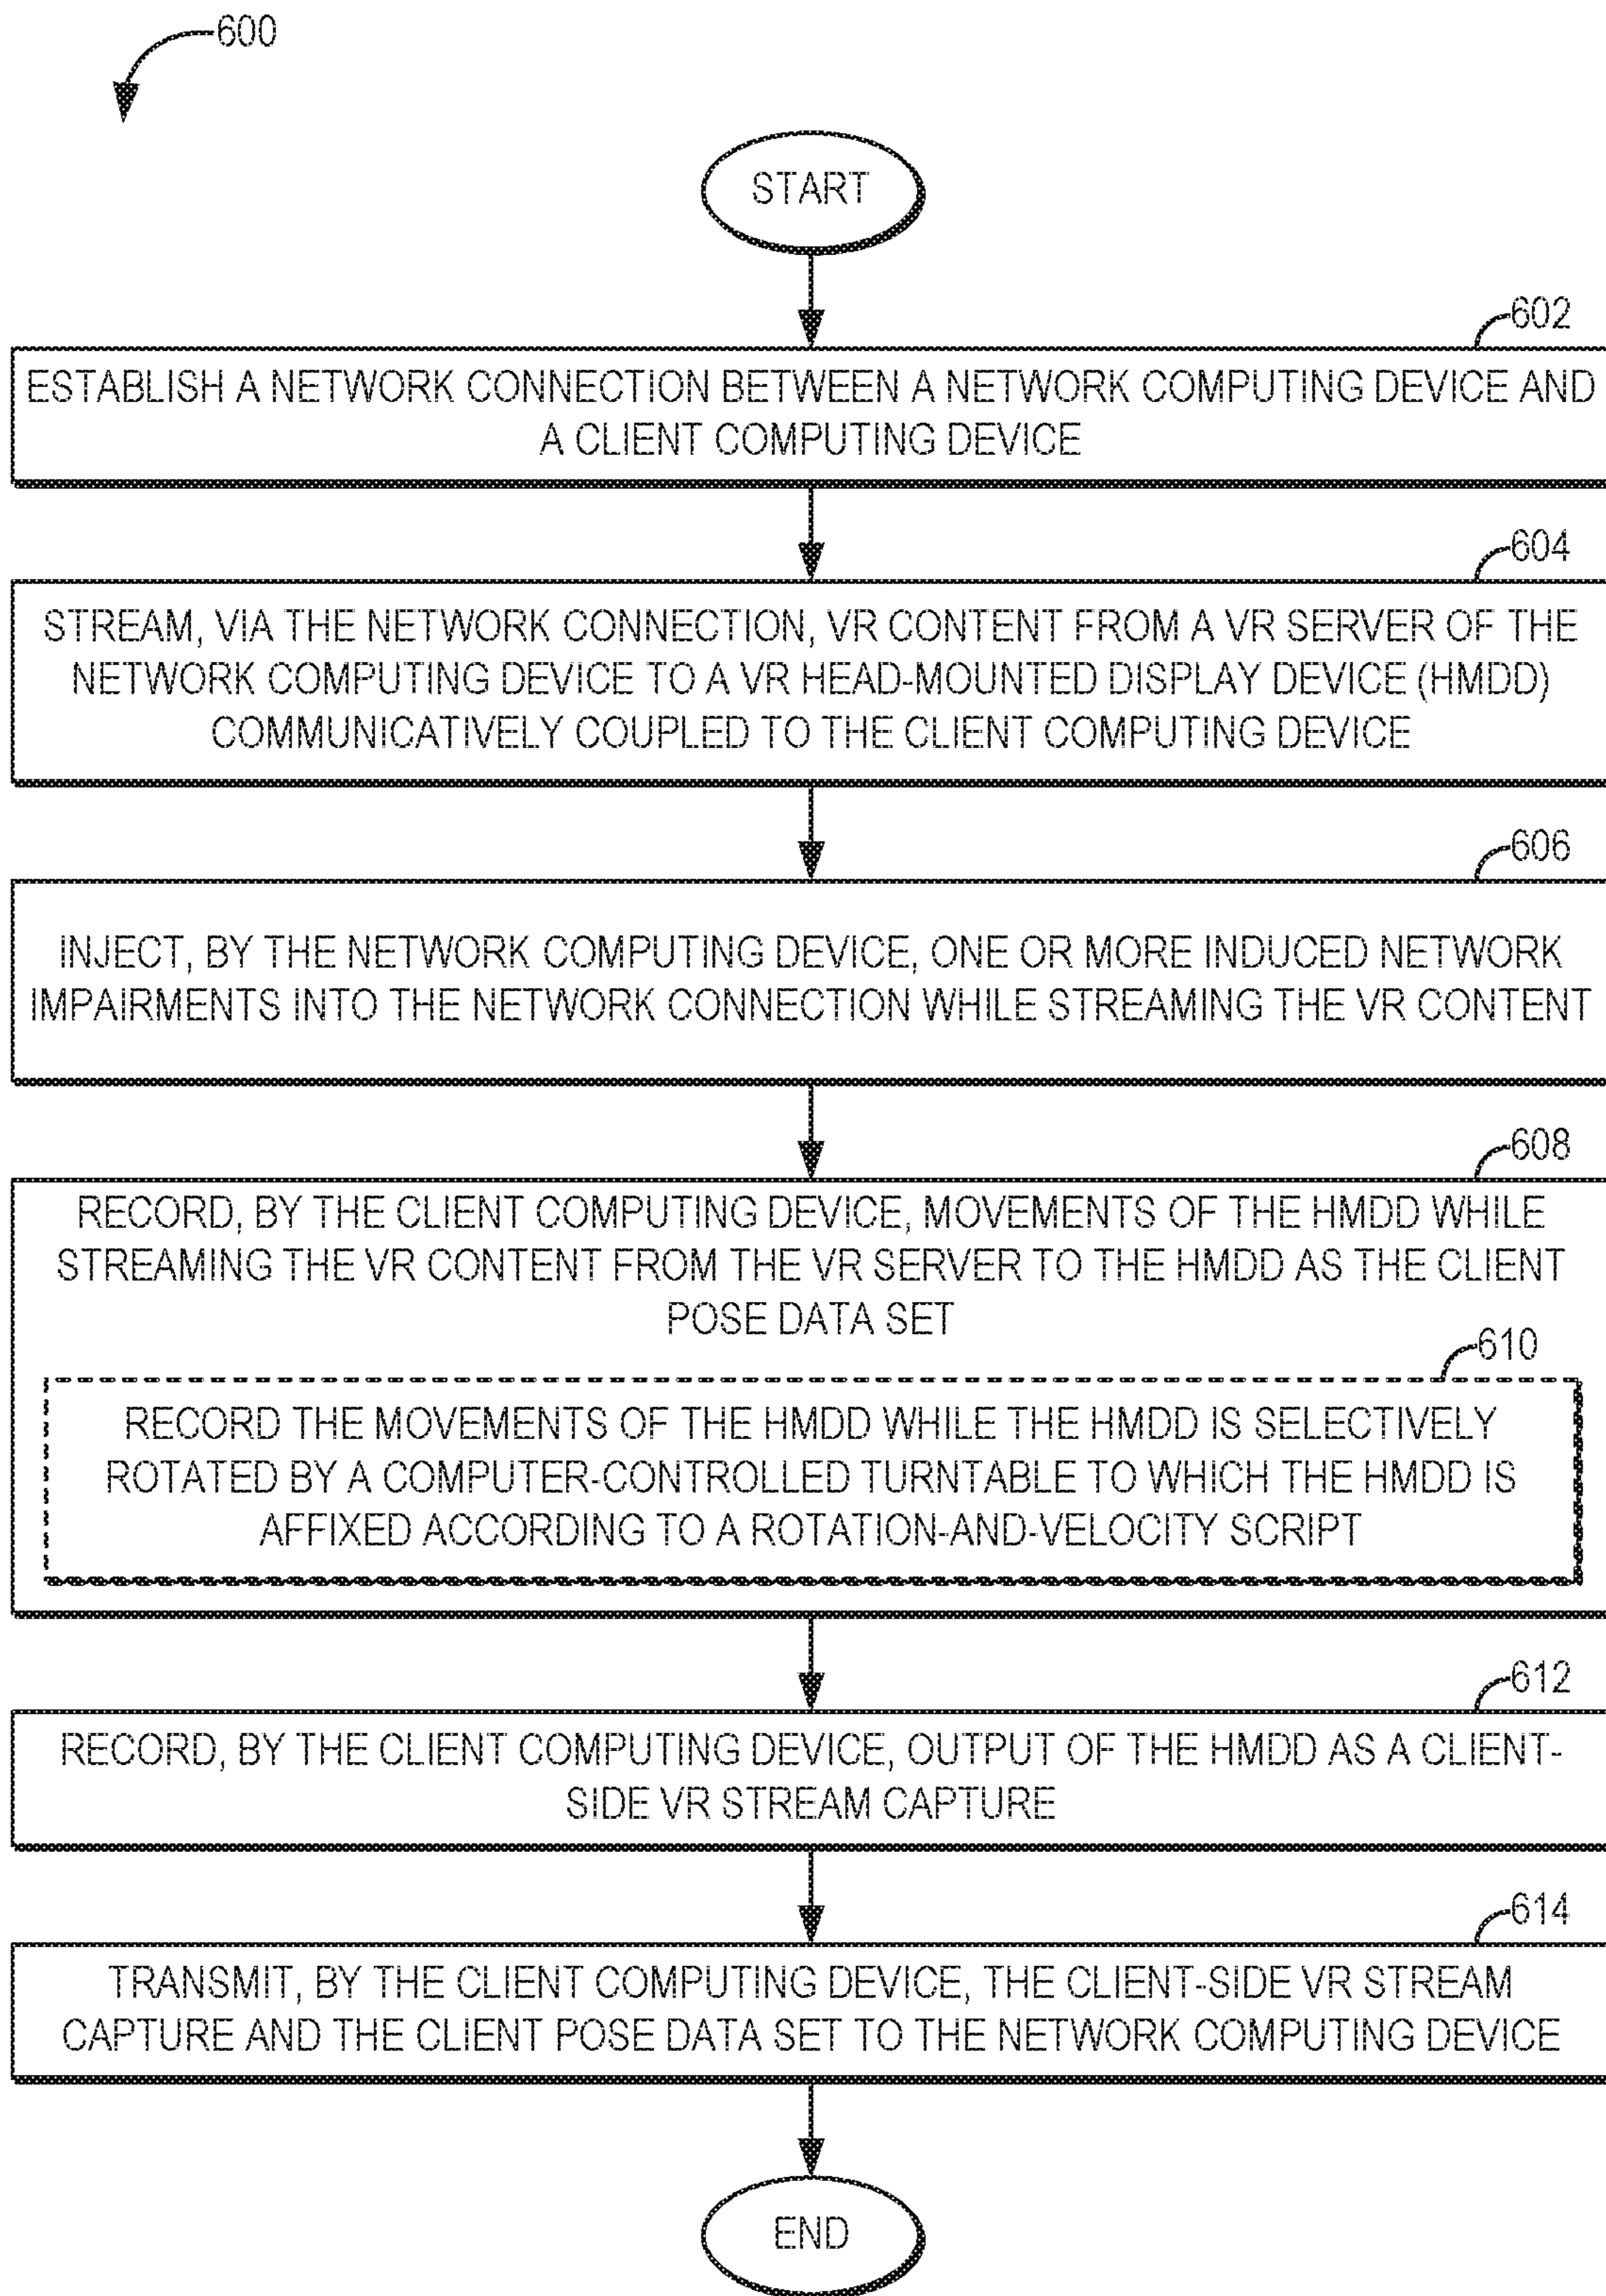 600
START
602
ESTABLISH A NETWORK CONNECTION BETWEEN A NETWORK COMPUTING DEVICE AND
A CLIENT COMPUTING DEVICE
604
STREAM, VIA THE NETWORK CONNECTION, VR CONTENT FROM A VR SERVER OF THE
NETWORK COMPUTING DEVICE TO A VR HEAD-MOUNTED DISPLAY DEVICE (HMDD)
COMMUNICATIVELY COUPLED TO THE CLIENT COMPUTING DEVICE
606
INJECT, BY THE NETWORK COMPUTING DEVICE, ONE OR MORE INDUCED NETWORK
IMPAIRMENTS INTO THE NETWORK CONNECTION WHILE STREAMING THE VR CONTENT
608
RECORD, BY THE CLIENT COMPUTING DEVICE, MOVEMENTS OF THE HMDD WHILE
STREAMING THE VR CONTENT FROM THE VR SERVER TO THE HMDD AS THE CLIENT
POSE DATA SET
610
RECORD THE MOVEMENTS OF THE HMDD WHILE THE HMDD IS SELECTIVELY
ROTATED BY A COMPUTER-CONTROLLED TURNTABLE TO WHICH THE HMDD IS
AFFIXED ACCORDING TO A ROTATION-AND-VELOCITY SCRIPT
612
RECORD, BY THE CLIENT COMPUTING DEVICE, OUTPUT OF THE HMDD AS A CLIENT-
SIDE VR STREAM CAPTURE
614
TRANSMIT, BY THE CLIENT COMPUTING DEVICE, THE CLIENT-SIDE VR STREAM
CAPTURE AND THE CLIENT POSE DATA SET TO THE NETWORK COMPUTING DEVICE
END